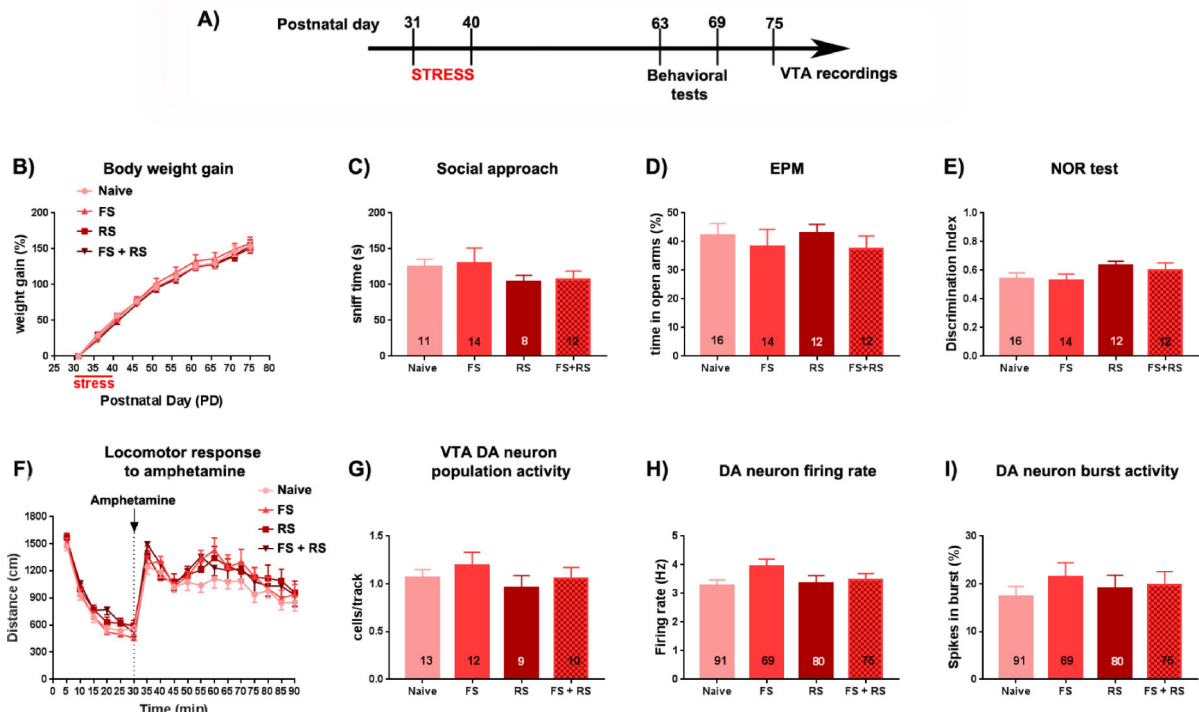 A)
Postnatal day 31 40 63 69 75
STRESS Behavioral tests VTA recordings
B) Body weight gain
Naive
FS
RS
FS + RS
weight gain (%)
200
150
100
50
0
25 30 35 40 45 50 55 60 65 70 75 80
stress
Postnatal Day (PD)
C) Social approach
sniff time (s)
200
150
100
50
0
11 14 8 12
Naive FS RS FS+RS
D) EPM
time in open arms (%)
50
40
30
20
10
0
16 14 12 12
Naive FS RS FS+RS
E) NOR test
Discrimination Index
1.0
0.8
0.6
0.4
0.2
0.0
16 14 12 12
Naive FS RS FS+RS
F) Locomotor response
to amphetamine
Amphetamine
Naive
FS
RS
FS + RS
Distance (cm)
1800
1500
1200
900
600
300
0
0 5 10 15 20 25 30 35 40 45 50 55 60 65 70 75 80 85 90
Time (min)
G) VTA DA neuron
population activity
cells/track
1.5
1.0
0.5
0.0
13 12 9 10
Naive FS RS FS + RS
H) DA neuron firing rate
Firing rate (Hz)
5
4
3
2
1
0
91 69 80 75
Naive FS RS FS + RS
I) DA neuron burst activity
Spikes in burst (%)
30
20
10
0
91 69 80 75
Naive FS RS FS + RS